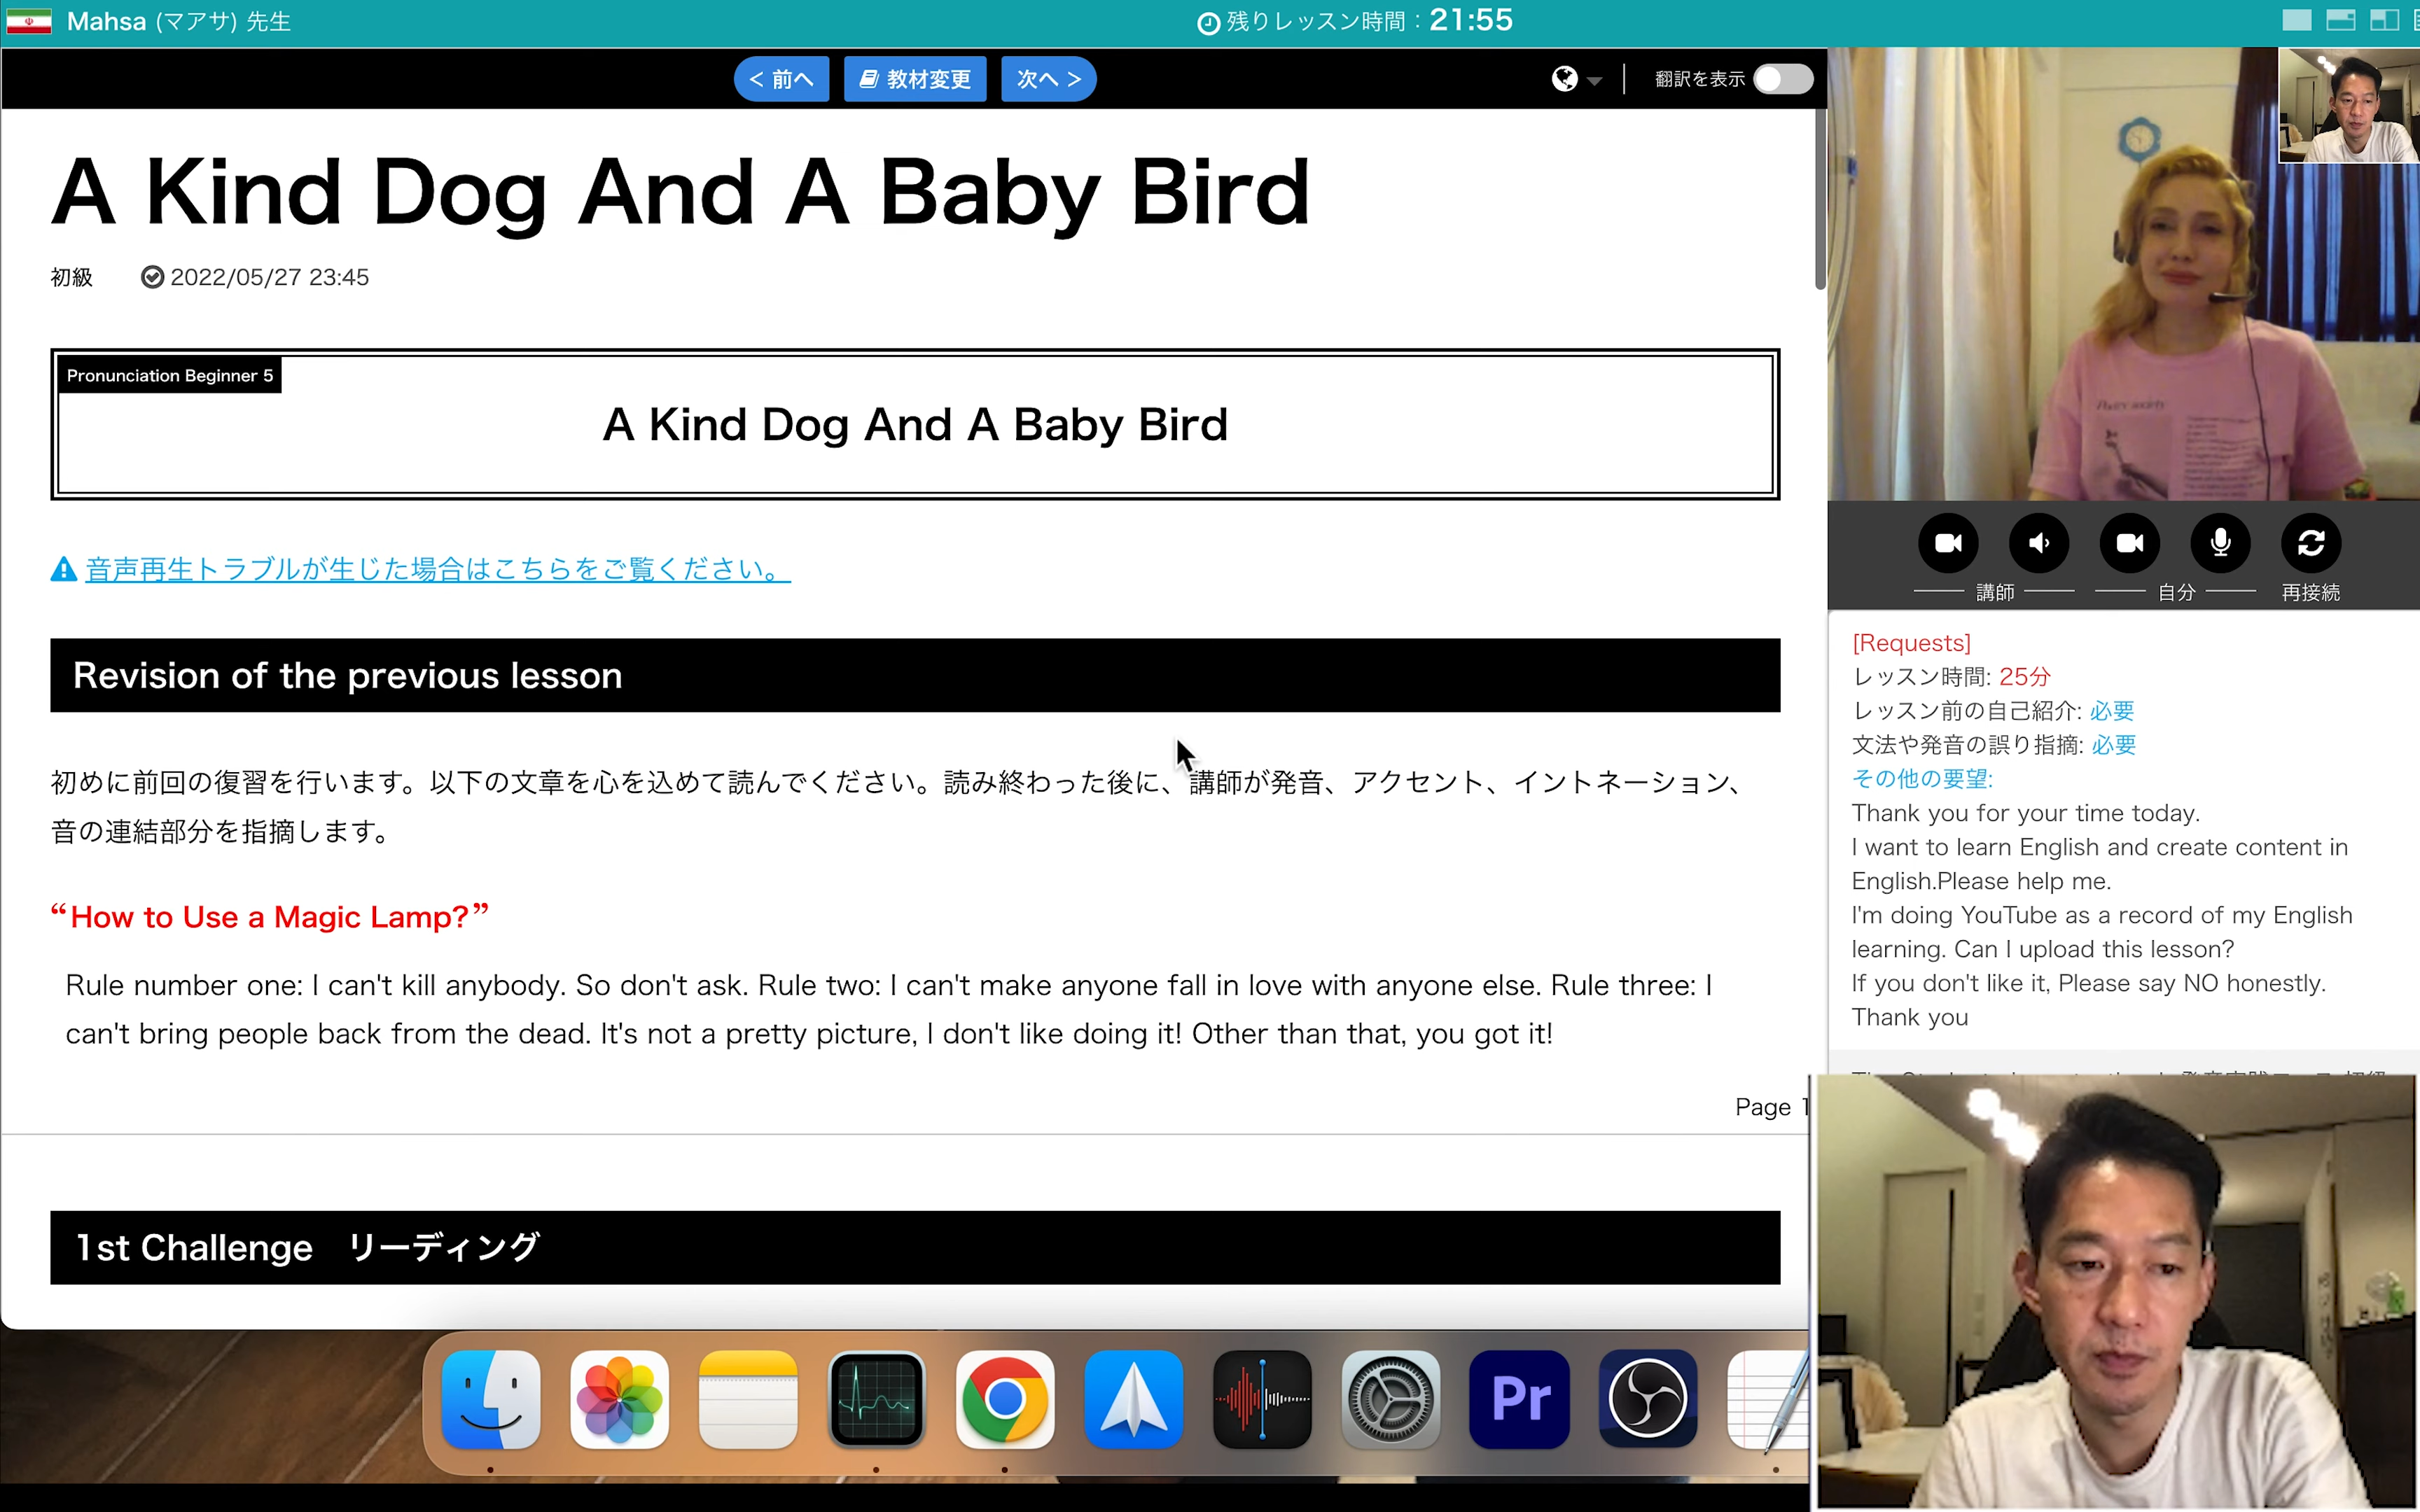 Mahsa (マアサ) 先生
残りレッスン時間 : 21:55
< 前へ
教材変更
次へ >
翻訳を表示
A Kind Dog And A Baby Bird
初級 2022/05/27 23:45
Pronunciation Beginner 5
A Kind Dog And A Baby Bird
音声再生トラブルが生じた場合はこちらをご覧ください。
Revision of the previous lesson
初めに前回の復習を行います。以下の文章を心を込めて読んでください。読み終わった後に、講師が発音、アクセント、イントネーション、
音の連結部分を指摘します。
“How to Use a Magic Lamp?”
Rule number one: I can't kill anybody. So don't ask. Rule two: I can't make anyone fall in love with anyone else. Rule three: I
can't bring people back from the dead. It's not a pretty picture, I don't like doing it! Other than that, you got it!
Page 1
1st Challenge　リーディング
講師
自分
再接続
[Requests]
レッスン時間: 25分
レッスン前の自己紹介: 必要
文法や発音の誤り指摘: 必要
その他の要望:
Thank you for your time today.
I want to learn English and create content in
English.Please help me.
I'm doing YouTube as a record of my English
learning. Can I upload this lesson?
If you don't like it, Please say NO honestly.
Thank you
Pr